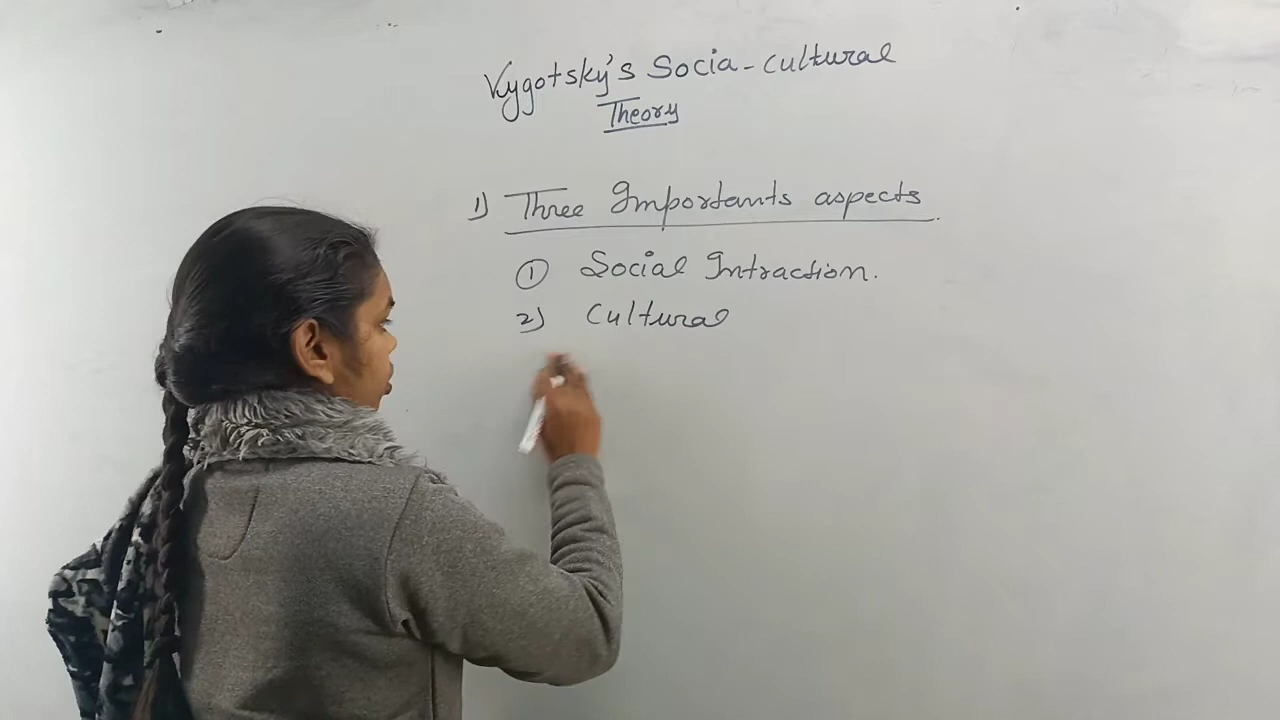 Vygotsky's Socia-cultural
Theory
1) Three Importants aspects
① Social Intraction.
2) Cultural